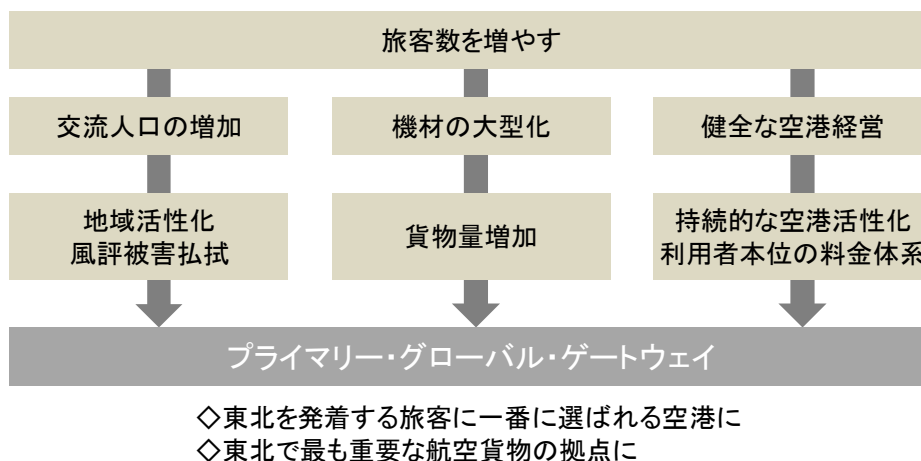 旅客数を増やす
交流人口の増加
機材の大型化
健全な空港経営
地域活性化
風評被害払拭
貨物量増加
持続的な空港活性化
利用者本位の料金体系
プライマリー・グローバル・ゲートウェイ
◇東北を発着する旅客に一番に選ばれる空港に
◇東北で最も重要な航空貨物の拠点に